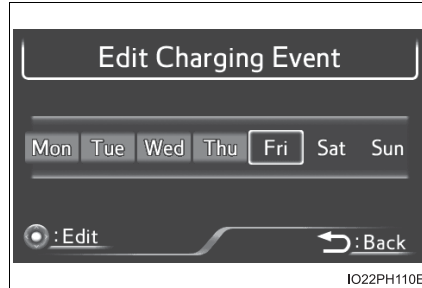 Edit Charging Event
Mon Tue Wed Thu Fri Sat Sun
:Edit :Back
IO22PH110E